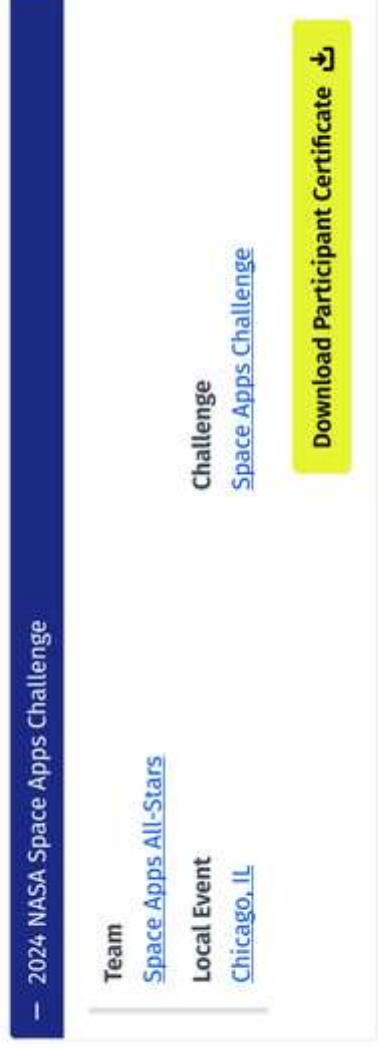 — 2024 NASA Space Apps Challenge
Team
Space Apps All-Stars
Local Event
Chicago, IL
Challenge
Space Apps Challenge
Download Participant Certificate